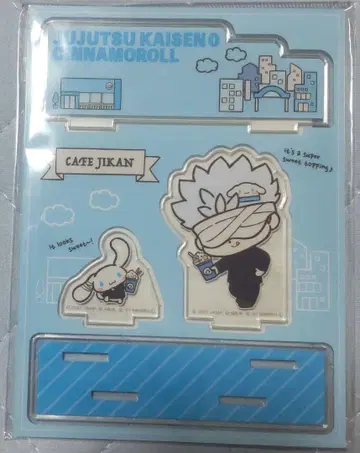 JUJUTSU KAISEN 0
CINNAMOROLL
CAFE JIKAN
It's a super
sweet topping♪
It looks
sweet~!